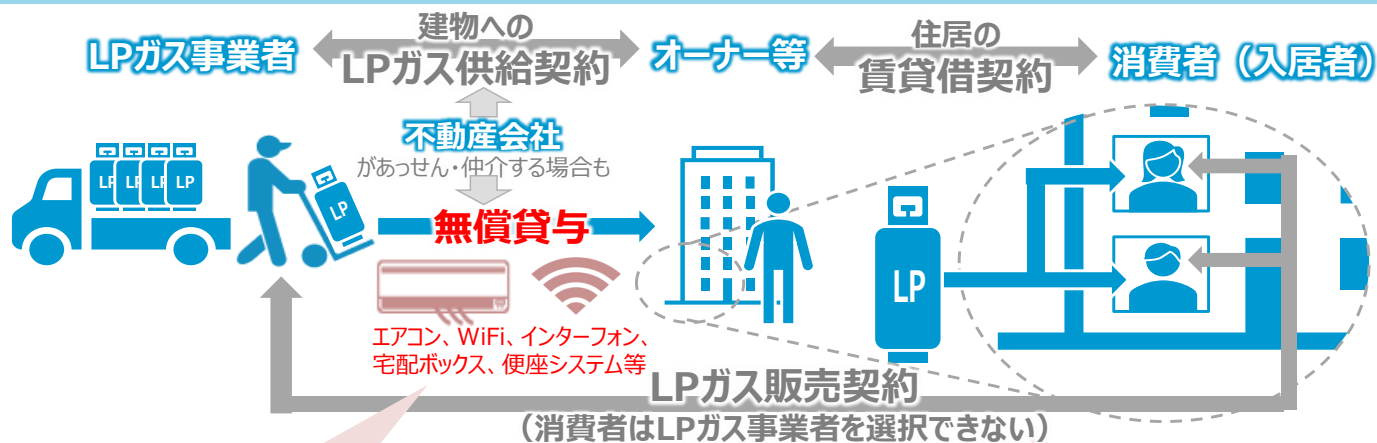 建物への
LPガス事業者
LPガス供給契約
オーナー等
住居の
賃貸借契約
消費者（入居者）
不動産会社
があっせん・仲介する場合も
LP LP LP LP
LP
無償貸与
LP
エアコン、WiFi、インターフォン、
宅配ボックス、便座システム等
LPガス販売契約
（消費者はLPガス事業者を選択できない）